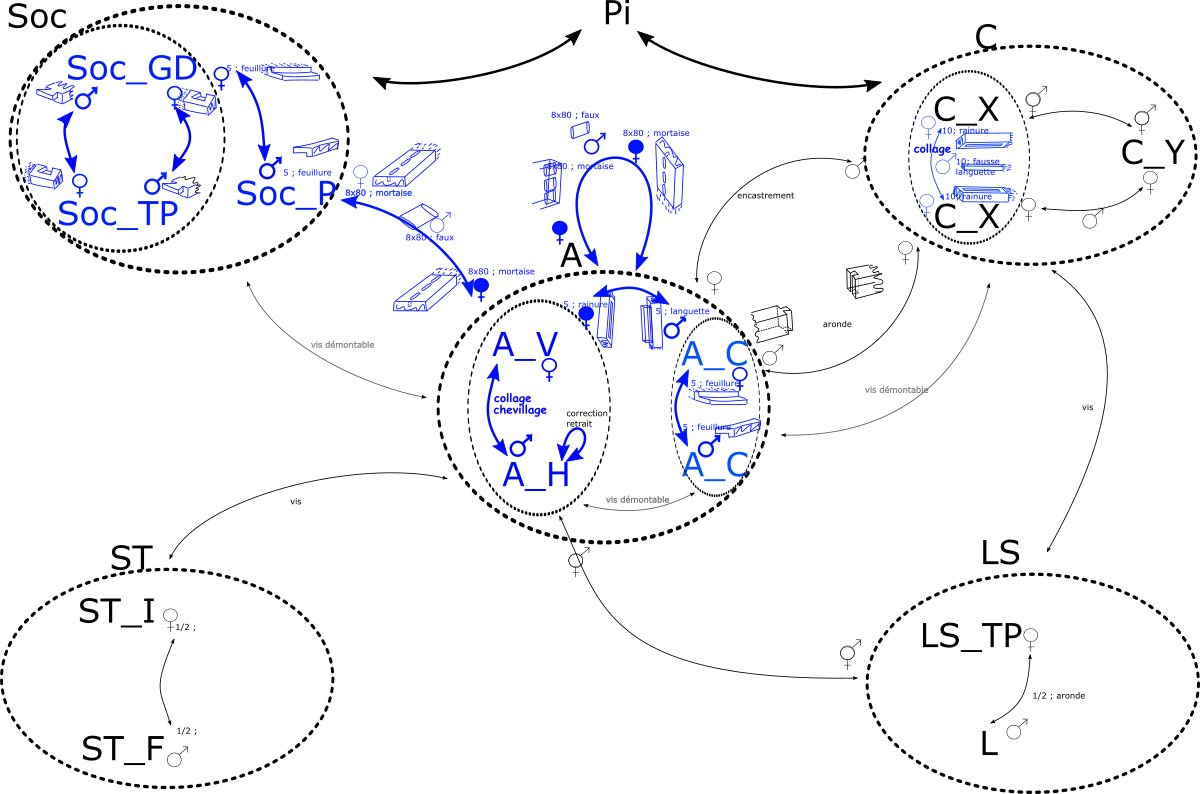 Soc
Pi
C
Soc_GD
5 ; feuillure
5 ; feuillure
Soc_TP
Soc_P
8x80 ; mortaise
8x80 ; faux
8x80 ; mortaise
8x80 ; faux
8x80 ; mortaise
8x80 ; mortaise
A
C_X
10; rainure
collage
10; fausse
languette
10; rainure
C_X
C_Y
encastrement
aronde
vis démontable
vis démontable
vis
5 ; rainure
5 ; languette
A_V
collage
chevillage
correction
retrait
A_H
A_C
5 ; feuillure
5 ; feuillure
A_C
vis démontable
vis
ST
ST_I
1/2 ;
1/2 ;
ST_F
LS
LS_TP
1/2 ; aronde
L